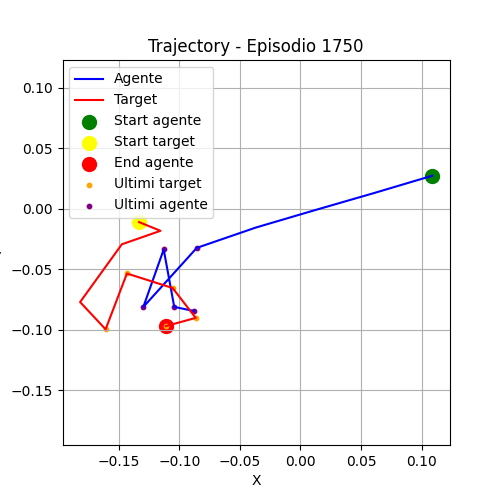 Trajectory - Episodio 1750
Agente
Target
Start agente
Start target
End agente
Ultimi target
Ultimi agente
0.10
0.05
0.00
−0.05
−0.10
−0.15
−0.15
−0.10
−0.05
0.00
0.05
0.10
X